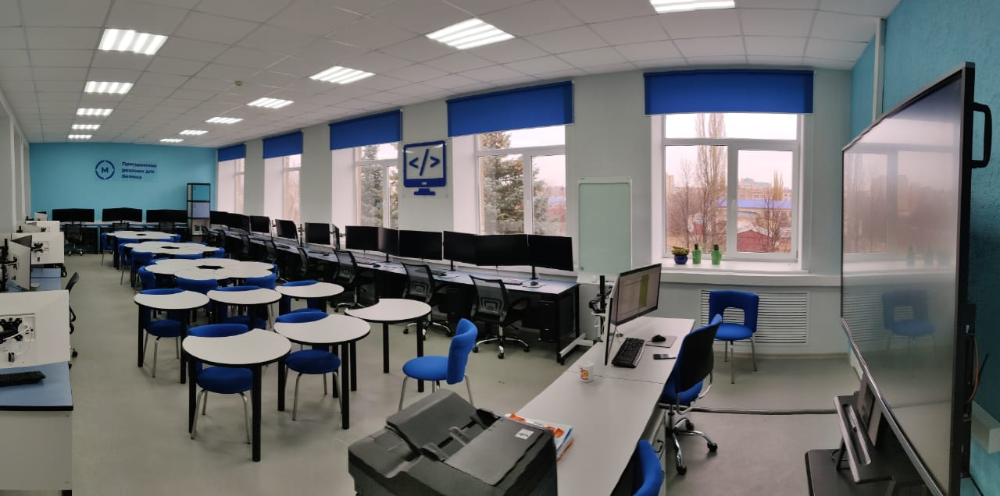 М
Программные
решения для
бизнеса
</>